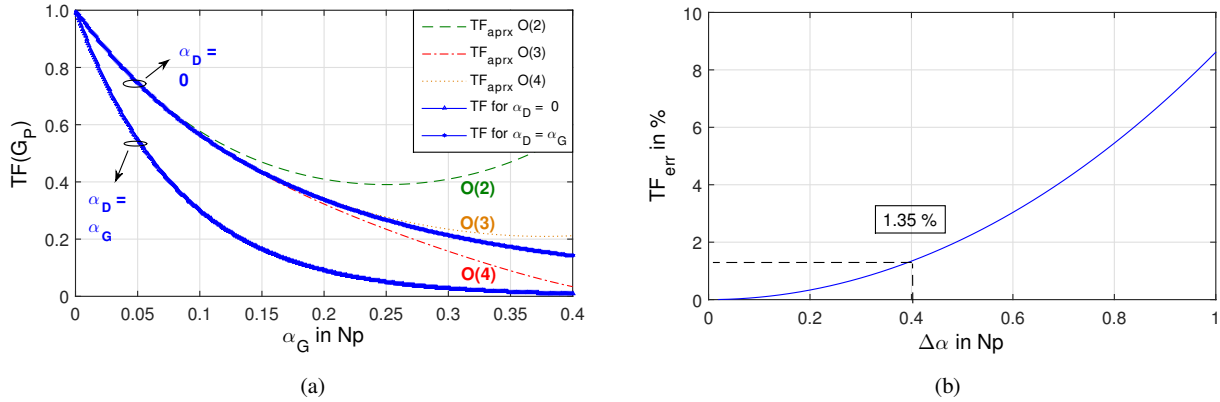 TF(G_P)
1.0
0.8
0.6
0.4
0.2
0
0
0.05
0.1
0.15
0.2
0.25
0.3
0.35
0.4
α_G in Np
α_D =
0
α_D =
α_G
TF_aprx O(2)
TF_aprx O(3)
TF_aprx O(4)
TF for α_D = 0
TF for α_D = α_G
O(2)
O(3)
O(4)
(a)
TF_err in %
10
8
6
4
2
0
0
0.2
0.4
0.6
0.8
1
Δα in Np
1.35 %
(b)